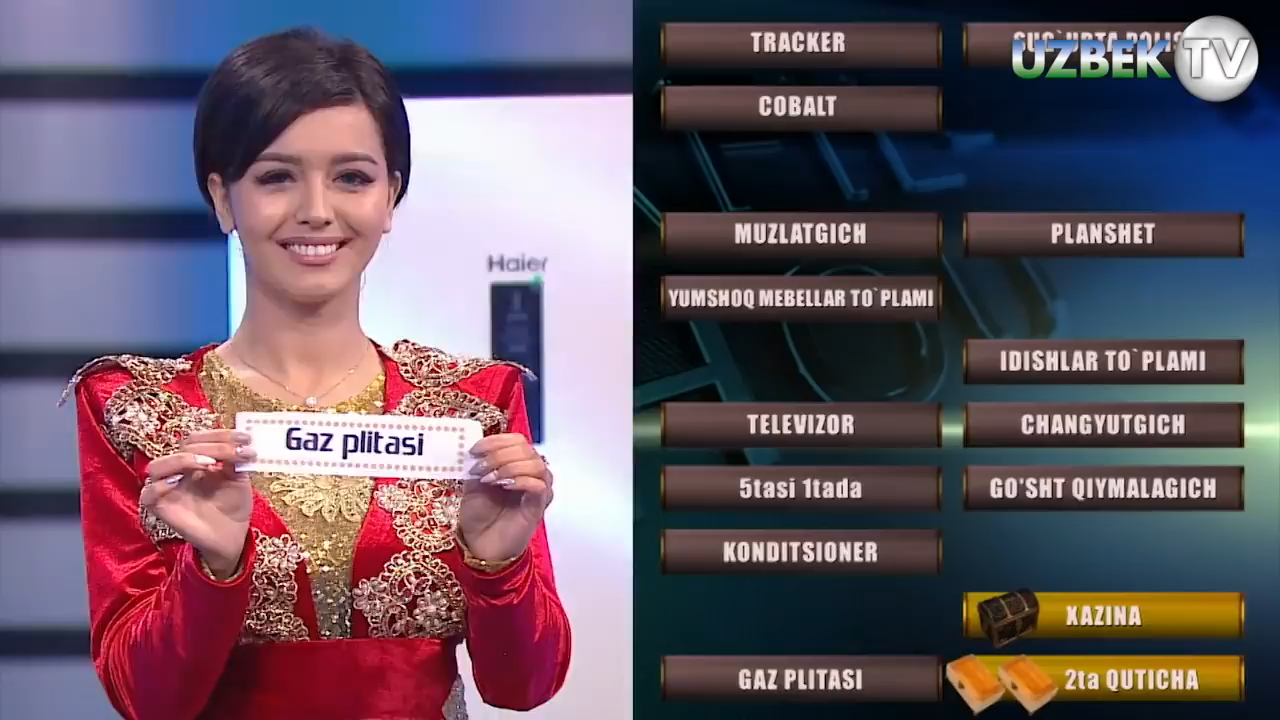 Haier
Gaz plitasi
UZBEK TV
TRACKER
COBALT
MUZLATGICH
PLANSHET
YUMSHOQ MEBELLAR TO`PLAMI
IDISHLAR TO`PLAMI
TELEVIZOR
CHANGYUTGICH
5tasi 1tada
GO'SHT QIYMALAGICH
KONDITSIONER
XAZINA
GAZ PLITASI
2ta QUTICHA